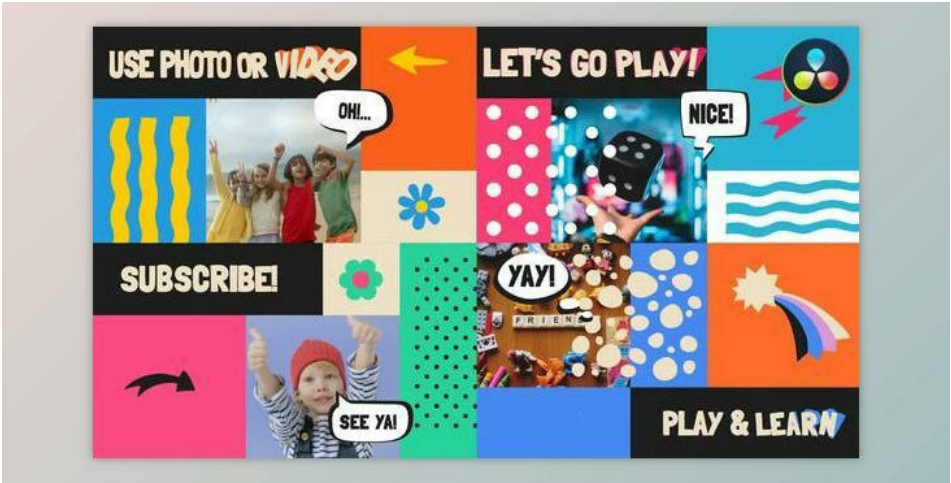 USE PHOTO OR VIDEO
OH!...
SUBSCRIBE!
SEE YA!
LET'S GO PLAY!
NICE!
YAY!
FRIEN
PLAY & LEARN